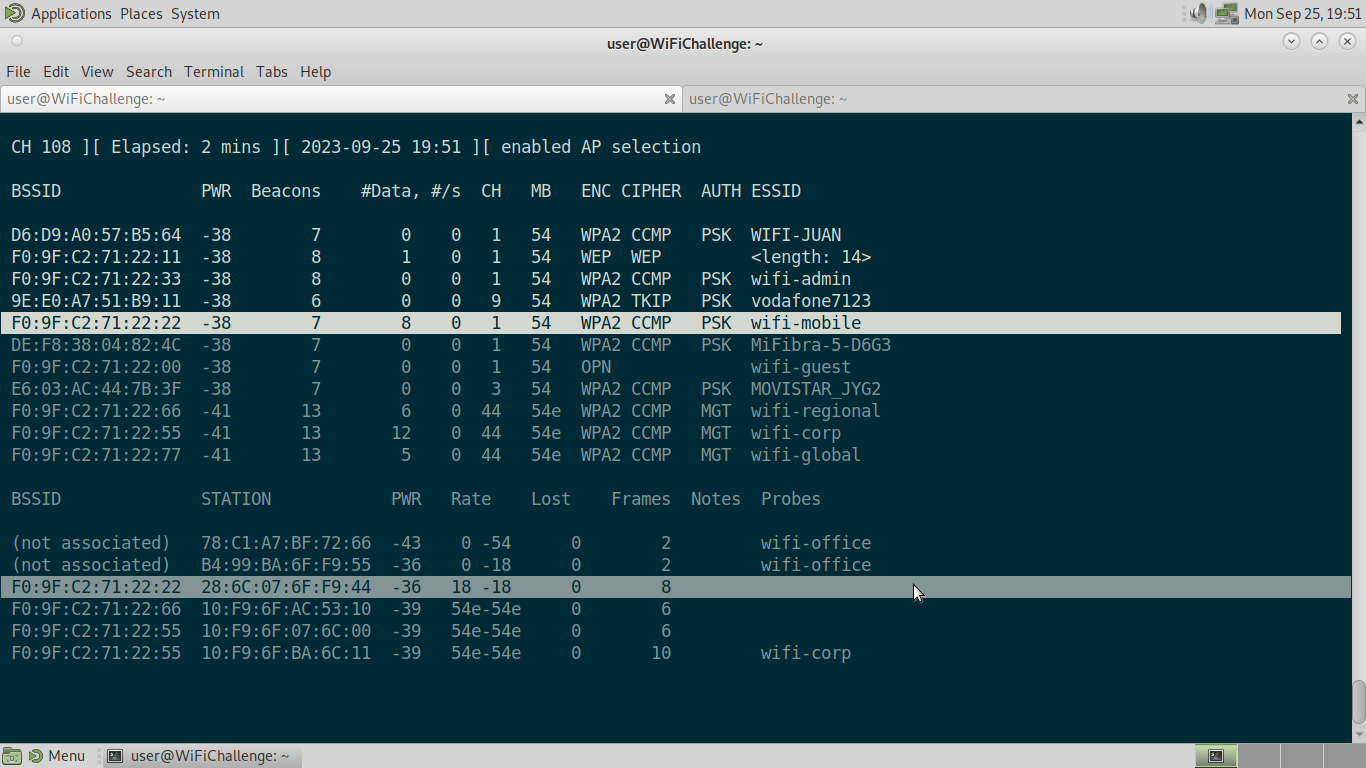 Applications Places System Mon Sep 25, 19:51
user@WiFiChallenge: ~
File Edit View Search Terminal Tabs Help
user@WiFiChallenge: ~ user@WiFiChallenge: ~
CH 108 ][ Elapsed: 2 mins ][ 2023-09-25 19:51 ][ enabled AP selection
BSSID PWR Beacons #Data, #/s CH MB ENC CIPHER AUTH ESSID
D6:D9:A0:57:B5:64 -38 7 0 0 1 54 WPA2 CCMP PSK WIFI-JUAN
F0:9F:C2:71:22:11 -38 8 1 0 1 54 WEP WEP <length: 14>
F0:9F:C2:71:22:33 -38 8 0 0 1 54 WPA2 CCMP PSK wifi-admin
9E:E0:A7:51:B9:11 -38 6 0 0 9 54 WPA2 TKIP PSK vodafone7123
F0:9F:C2:71:22:22 -38 7 8 0 1 54 WPA2 CCMP PSK wifi-mobile
DE:F8:38:04:82:4C -38 7 0 0 1 54 WPA2 CCMP PSK MiFibra-5-D6G3
F0:9F:C2:71:22:00 -38 7 0 0 1 54 OPN wifi-guest
E6:03:AC:44:7B:3F -38 7 0 0 3 54 WPA2 CCMP PSK MOVISTAR_JYG2
F0:9F:C2:71:22:66 -41 13 6 0 44 54e WPA2 CCMP MGT wifi-regional
F0:9F:C2:71:22:55 -41 13 12 0 44 54e WPA2 CCMP MGT wifi-corp
F0:9F:C2:71:22:77 -41 13 5 0 44 54e WPA2 CCMP MGT wifi-global
BSSID STATION PWR Rate Lost Frames Notes Probes
(not associated) 78:C1:A7:BF:72:66 -43 0 -54 0 2 wifi-office
(not associated) B4:99:BA:6F:F9:55 -36 0 -18 0 2 wifi-office
F0:9F:C2:71:22:22 28:6C:07:6F:F9:44 -36 18 -18 0 8
F0:9F:C2:71:22:66 10:F9:6F:AC:53:10 -39 54e-54e 0 6
F0:9F:C2:71:22:55 10:F9:6F:07:6C:00 -39 54e-54e 0 6
F0:9F:C2:71:22:55 10:F9:6F:BA:6C:11 -39 54e-54e 0 10 wifi-corp
Menu user@WiFiChallenge: ~